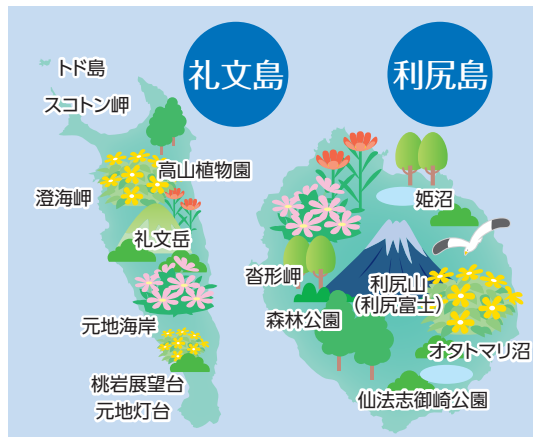 礼文島
トド島
スコトン岬
高山植物園
澄海岬
礼文岳
元地海岸
桃岩展望台
元地灯台
利尻島
姫沼
沓形岬
利尻山
(利尻富士)
森林公園
オタトマリ沼
仙法志御崎公園